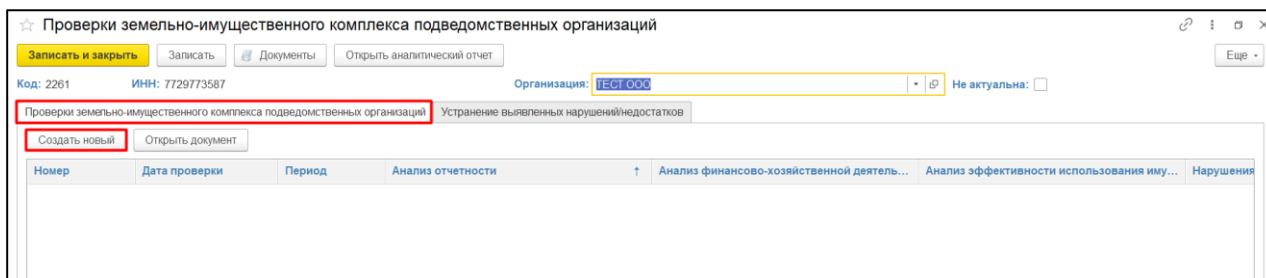 Проверки земельно-имущественного комплекса подведомственных организаций
Записать и закрыть Записать Документы Открыть аналитический отчет Еще
Код: 2261 ИНН: 7729773587 Организация: ТЕСТ ООО Не актуальна:
Проверки земельно-имущественного комплекса подведомственных организаций Устранение выявленных нарушений/недостатков
Создать новый Открыть документ
Номер Дата проверки Период Анализ отчетности ↑ Анализ финансово-хозяйственной деятель... Анализ эффективности использования иму... Нарушения